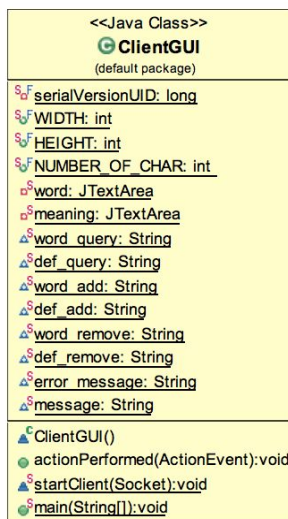 <<Java Class>>
ClientGUI
(default package)
serialVersionUID: long
WIDTH: int
HEIGHT: int
NUMBER_OF_CHAR: int
word: JTextArea
meaning: JTextArea
word_query: String
def_query: String
word_add: String
def_add: String
word_remove: String
def_remove: String
error_message: String
message: String
ClientGUI()
actionPerformed(ActionEvent):void
startClient(Socket):void
main(String[]):void